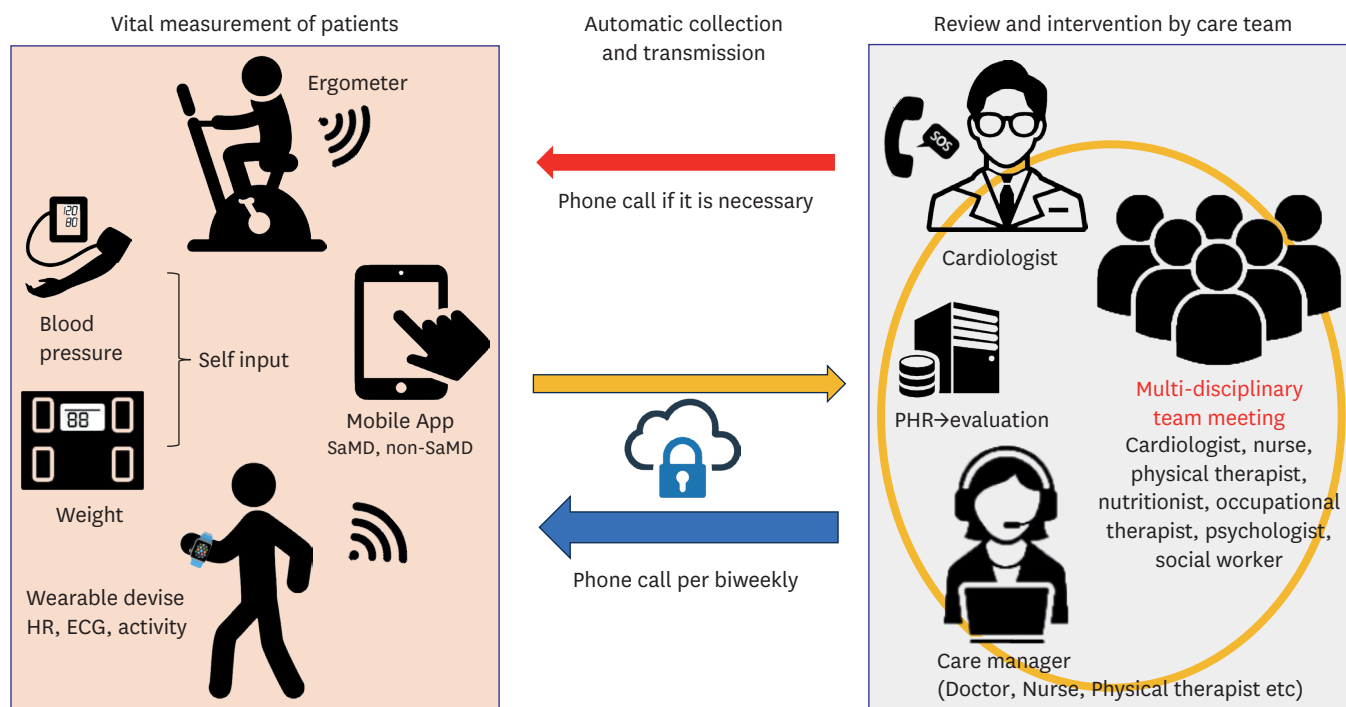 Vital measurement of patients
Automatic collection
and transmission
Review and intervention by care team
Ergometer
120
80
Blood
pressure
Self input
88
Weight
Mobile App
SaMD, non-SaMD
Wearable devise
HR, ECG, activity
Phone call if it is necessary
Phone call per biweekly
SOS
Cardiologist
PHR→evaluation
Multi-disciplinary
team meeting
Cardiologist, nurse,
physical therapist,
nutritionist, occupational
therapist, psychologist,
social worker
Care manager
(Doctor, Nurse, Physical therapist etc)